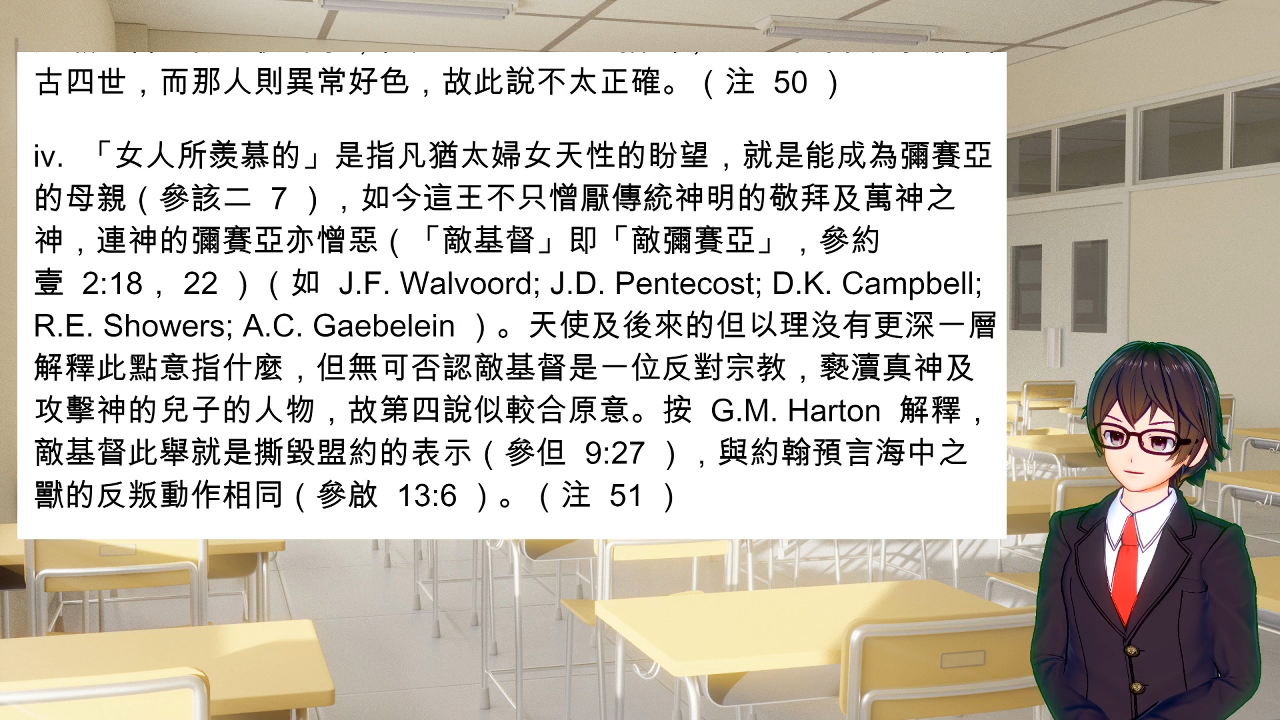 古四世，而那人則異常好色，故此說不太正確。（注 50 ）
iv. 「女人所羨慕的」是指凡猶太婦女天性的盼望，就是能成為彌賽亞
的母親（參該二 7 ），如今這王不只憎厭傳統神明的敬拜及萬神之
神，連神的彌賽亞亦憎惡（「敵基督」即「敵彌賽亞」，參約
壹 2:18， 22 ）（如 J.F. Walvoord; J.D. Pentecost; D.K. Campbell;
R.E. Showers; A.C. Gaebelein ）。天使及後來的但以理沒有更深一層
解釋此點意指什麼，但無可否認敵基督是一位反對宗教，褻瀆真神及
攻擊神的兒子的人物，故第四說似較合原意。按 G.M. Harton 解釋，
敵基督此舉就是撕毀盟約的表示（參但 9:27 ），與約翰預言海中之
獸的反叛動作相同（參啟 13:6 ）。（注 51 ）